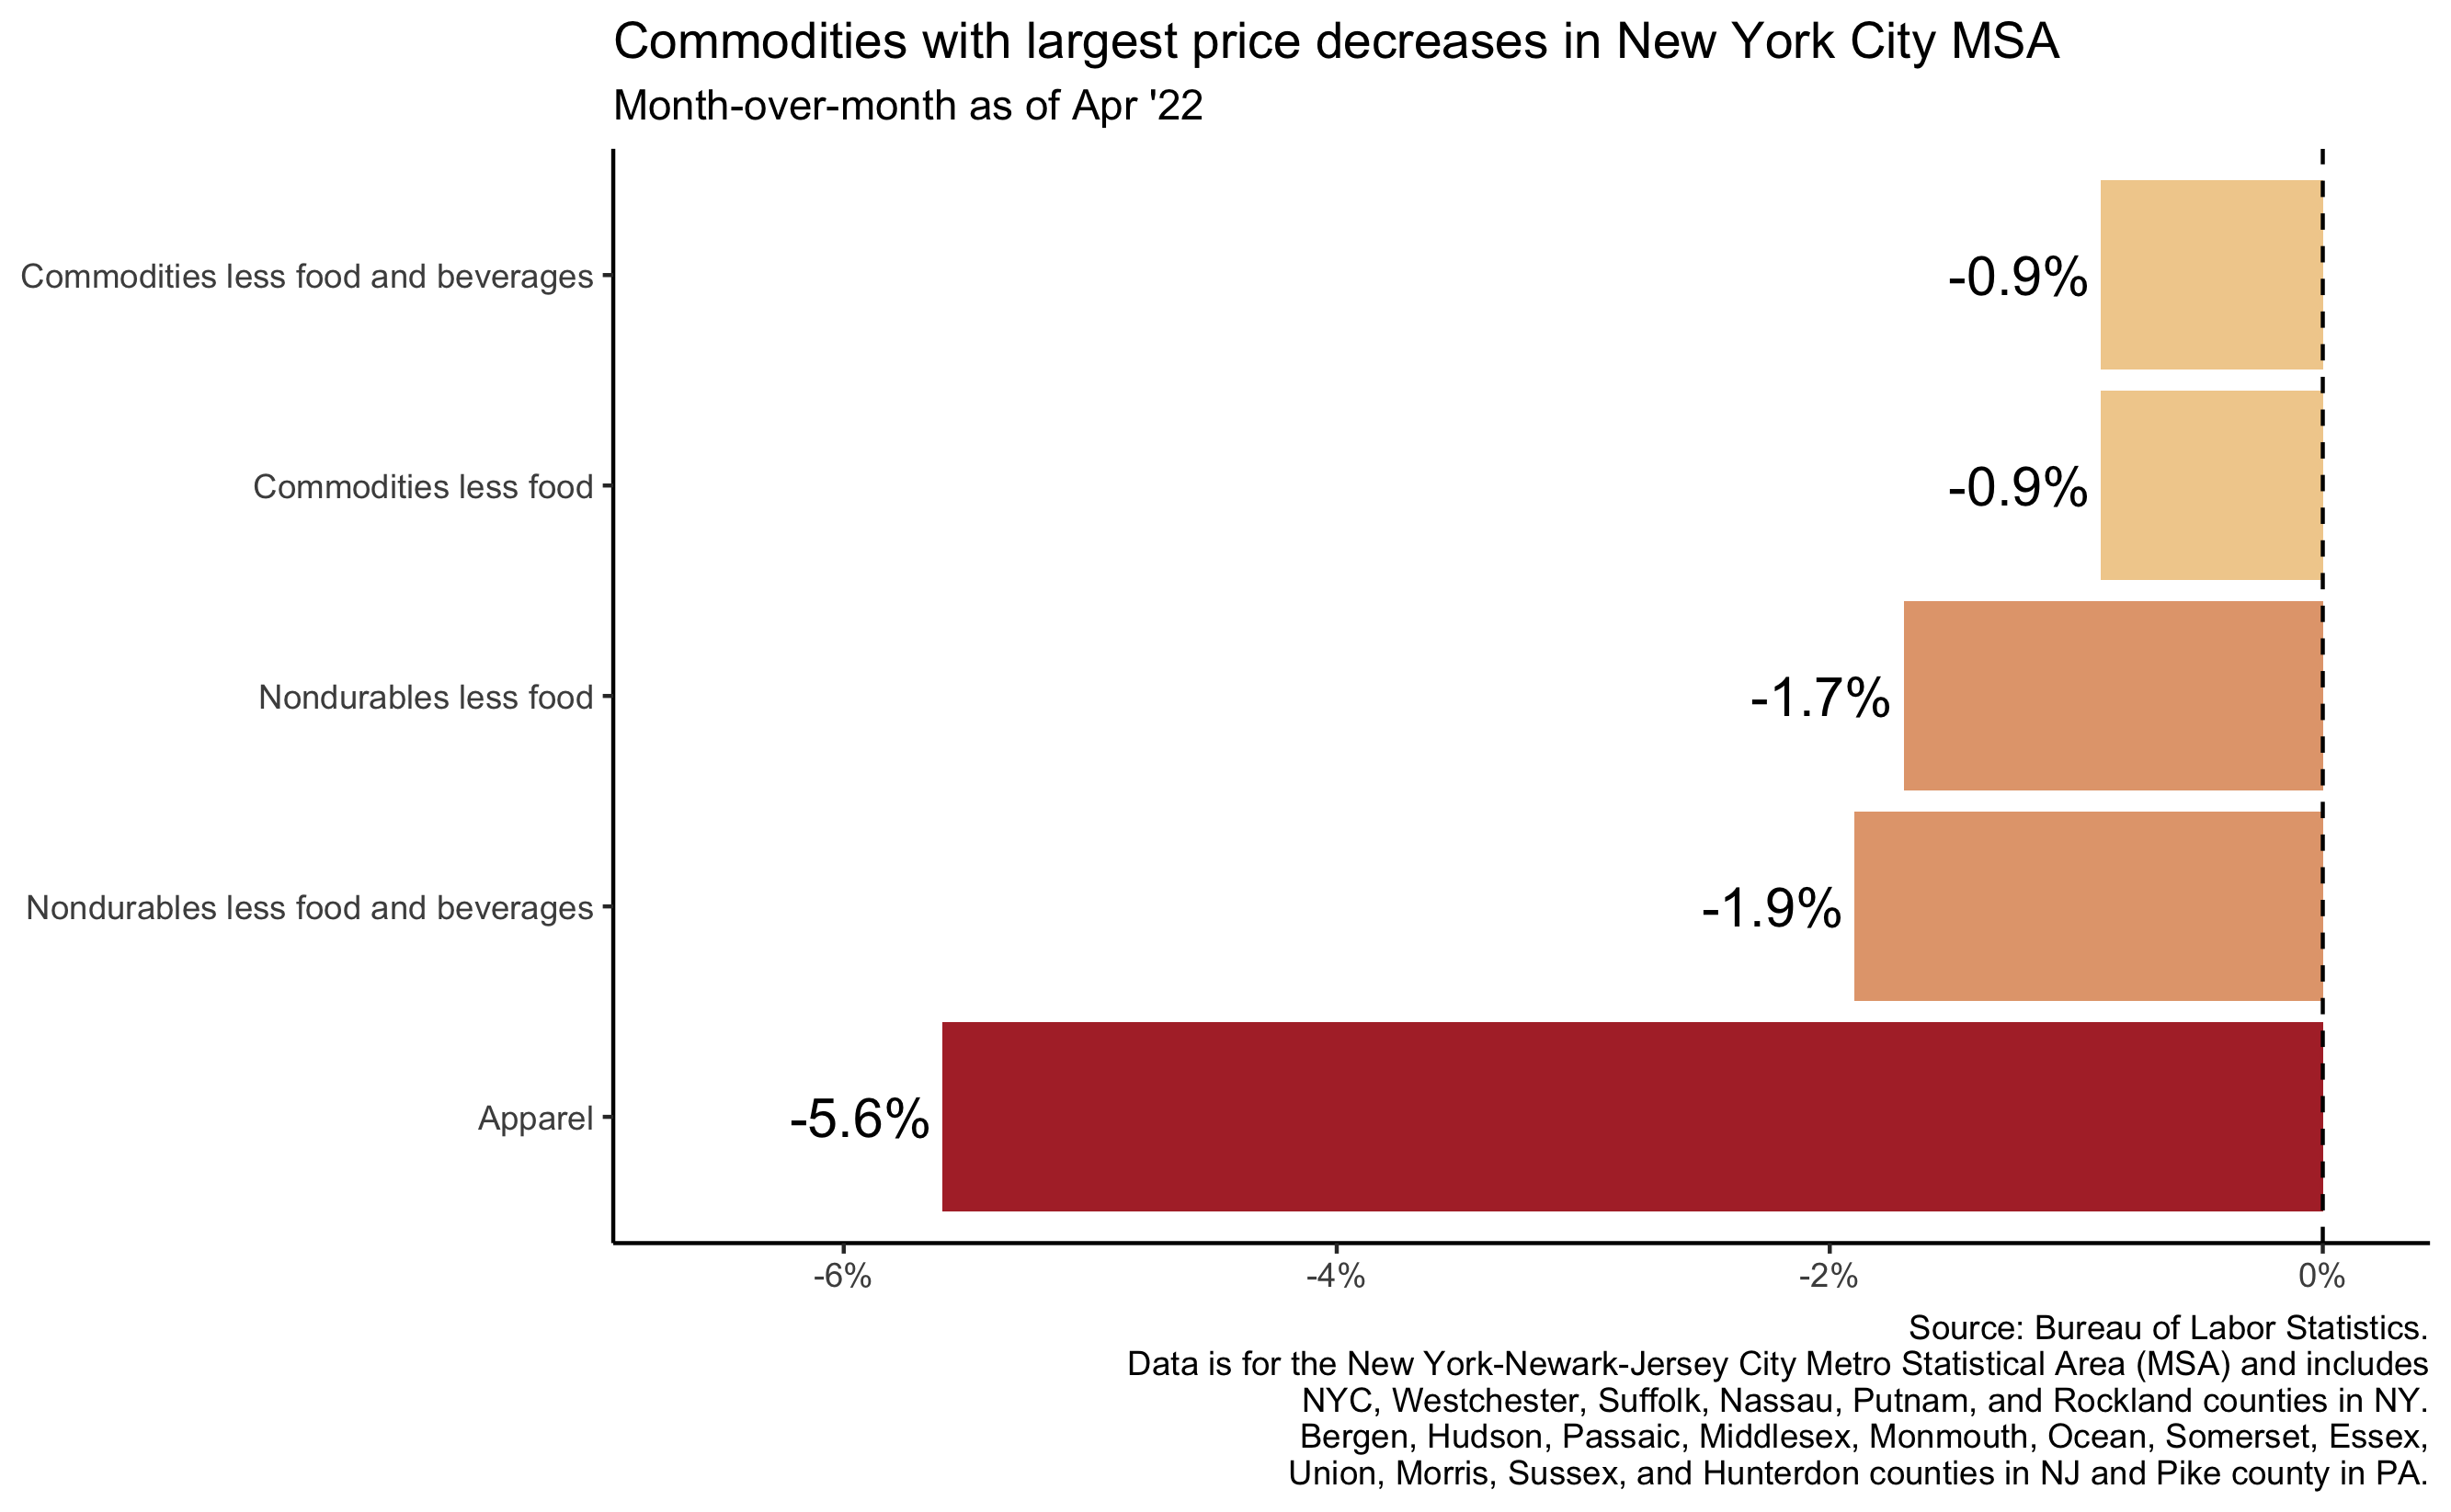 Commodities with largest price decreases in New York City MSA
Month-over-month as of Apr '22
Commodities less food and beverages
-0.9%
Commodities less food
-0.9%
Nondurables less food
-1.7%
Nondurables less food and beverages
-1.9%
Apparel
-5.6%
-6%
-4%
-2%
0%
Source: Bureau of Labor Statistics.
Data is for the New York-Newark-Jersey City Metro Statistical Area (MSA) and includes
NYC, Westchester, Suffolk, Nassau, Putnam, and Rockland counties in NY.
Bergen, Hudson, Passaic, Middlesex, Monmouth, Ocean, Somerset, Essex,
Union, Morris, Sussex, and Hunterdon counties in NJ and Pike county in PA.